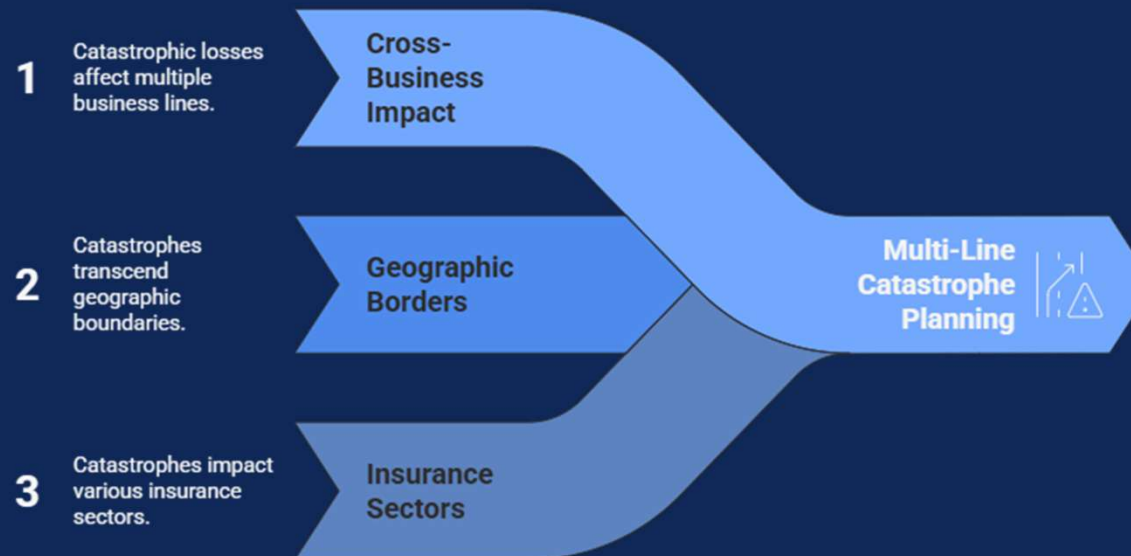 1
Catastrophic losses
affect multiple
business lines.
Cross-
Business
Impact
2
Catastrophes
transcend
geographic
boundaries.
Geographic
Borders
Multi-Line
Catastrophe
Planning
3
Catastrophes impact
various insurance
sectors.
Insurance
Sectors